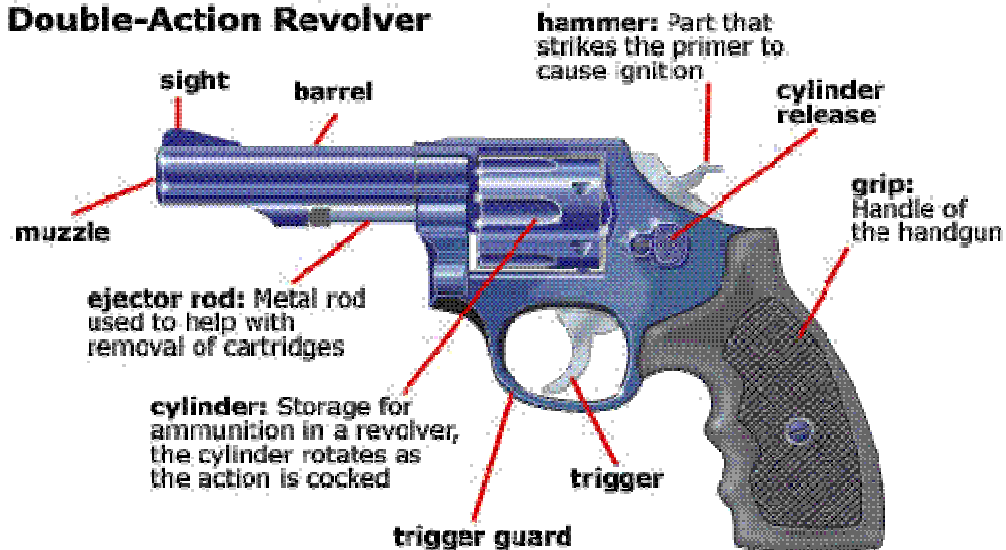 Double-Action Revolver
hammer: Part that
strikes the primer to
cause ignition
sight
barrel
cylinder
release
grip:
Handle of
the handgun
muzzle
ejector rod: Metal rod
used to help with
removal of cartridges
cylinder: Storage for
ammunition in a revolver,
the cylinder rotates as
the action is cocked
trigger
trigger guard